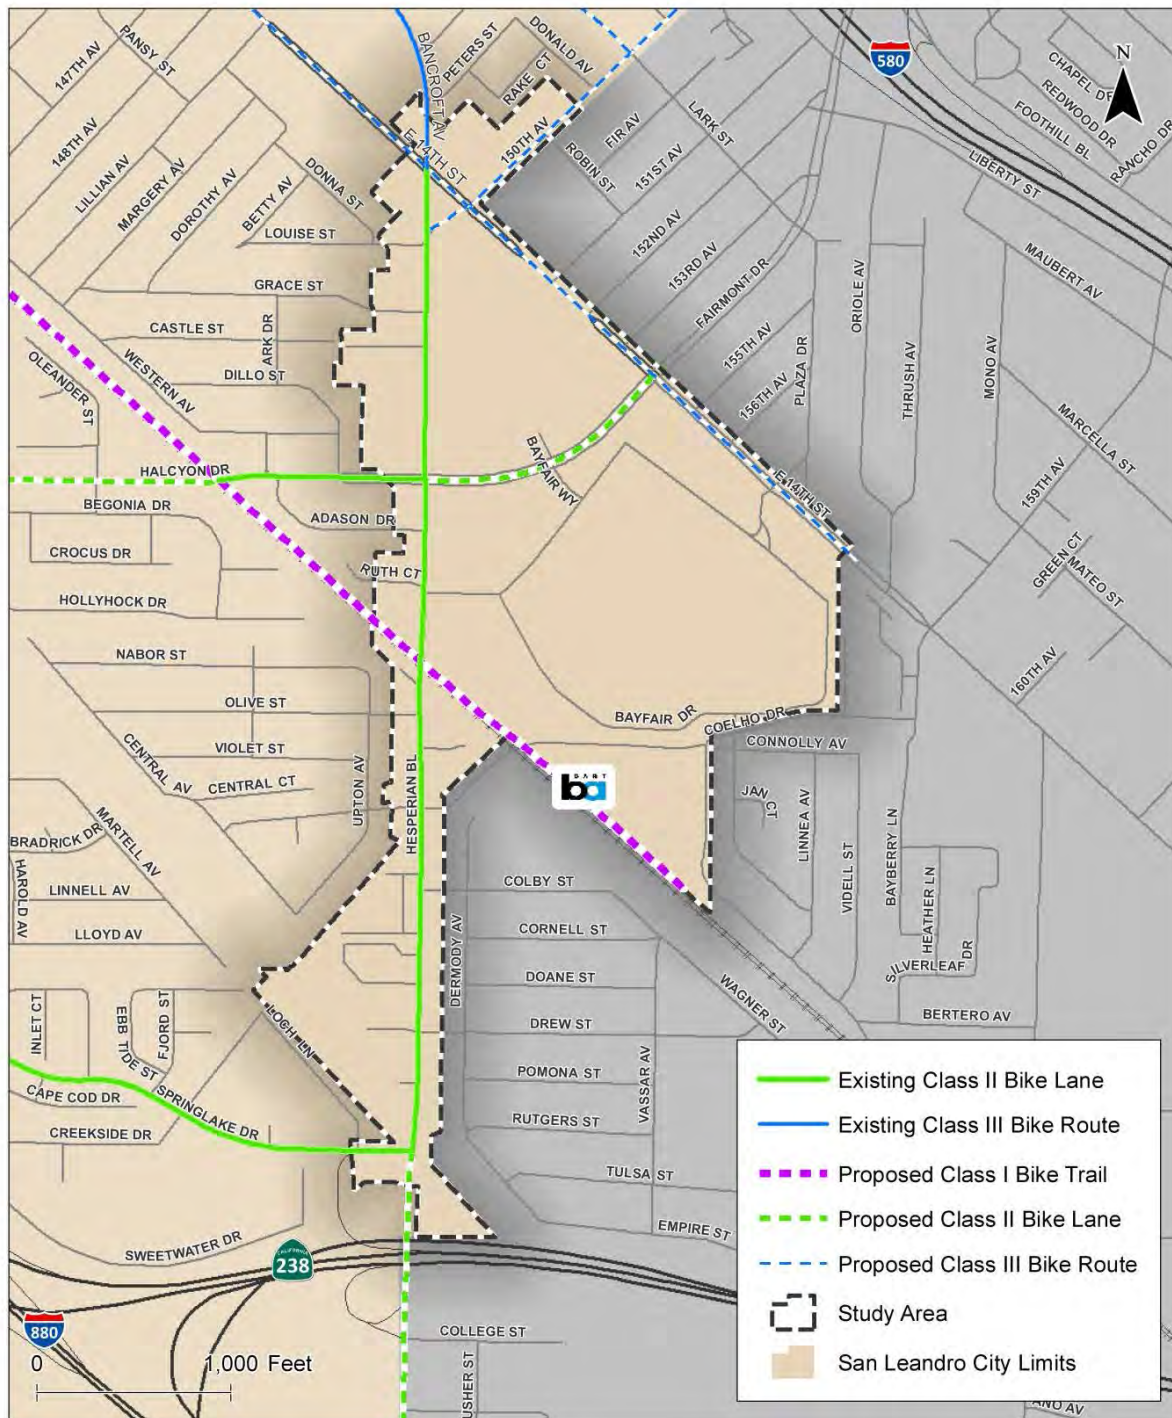 PANSY ST
147TH AV
148TH AV
LILLIAN AV
MARGERY AV
DOROTHY AV
BETTY AV
DONNA ST
LOUISE ST
GRACE ST
CASTLE ST
ARK DR
DILLO ST
WESTERN AV
OLEANDER ST
HALCYON DR
BEGONIA DR
ADASON DR
CROCUS DR
RUTH CT
HOLLYHOCK DR
NABOR ST
OLIVE ST
VIOLET ST
CENTRAL AV
CENTRAL CT
UPTON AV
HESPERIAN BL
MARTELL AV
BRADRICK DR
HAROLD AV
LINNELL AV
LLOYD AV
INLET CT
EBB TIDE ST
FJORD ST
LOCH LN
CAPE COD DR
SPRINGLAKE DR
CREEKSIDE DR
SWEETWATER DR
BANCROFT AV
PETERS ST
DONALD AV
RAKE CT
E 14TH ST
150TH AV
ROBIN ST
FIR AV
LARK ST
151ST AV
152ND AV
153RD AV
FAIRMONT DR
155TH AV
156TH AV
PLAZA DR
ORIOLE AV
THRUSH AV
MONO AV
LIBERTY ST
MAUBERT AV
CHAPEL DR
REDWOOD DR
FOOTHILL BL
RANCHO DR
580
N
MARCELLA ST
159TH AV
GREEN CT
MATEO ST
160TH AV
E 14TH ST
BAYFAIR WY
BAYFAIR DR
COELHO DR
CONNOLLY AV
JAN CT
LINNEA AV
VIDELL ST
BAYBERRY LN
HEATHER LN
SILVERLEAF DR
BERTERO AV
BART
ba
COLBY ST
CORNELL ST
DERMODY AV
DOANE ST
WAGNER ST
DREW ST
POMONA ST
VASSAR AV
RUTGERS ST
TULSA ST
EMPIRE ST
COLLEGE ST
USHER ST
ANO AV
CALIFORNIA
238
880
0 1,000 Feet
Existing Class II Bike Lane
Existing Class III Bike Route
Proposed Class I Bike Trail
Proposed Class II Bike Lane
Proposed Class III Bike Route
Study Area
San Leandro City Limits